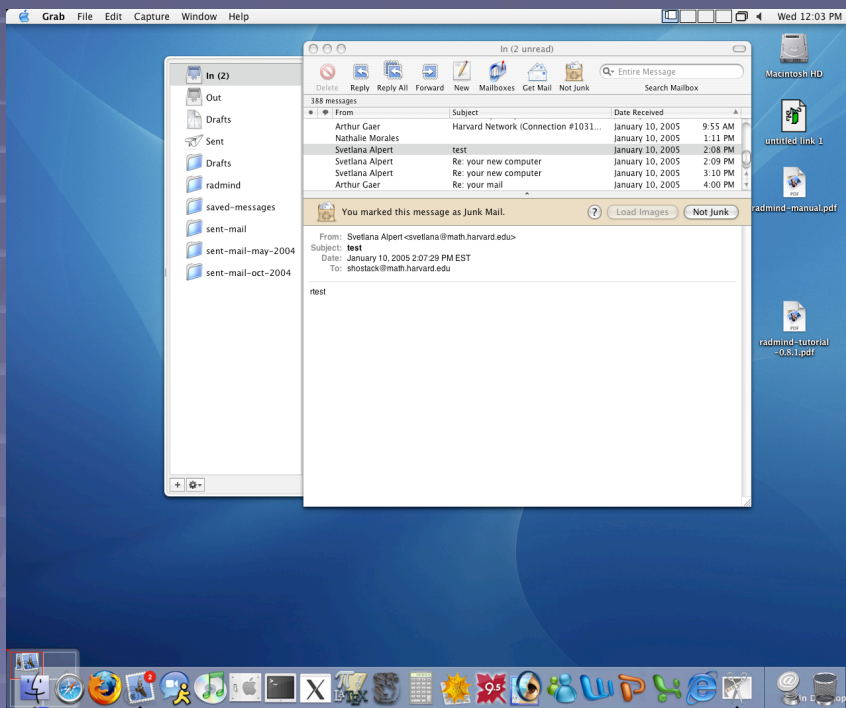 Grab File Edit Capture Window Help Wed 12:03 PM
In (2 unread)
Delete Reply Reply All Forward New Mailboxes Get Mail Not Junk Entire Message
Search Mailbox
388 messages
From Subject Date Received
Arthur Gaer Harvard Network (Connection #1031... January 10, 2005 9:55 AM
Nathalie Morales January 10, 2005 1:11 PM
Svetlana Alpert test January 10, 2005 2:08 PM
Svetlana Alpert Re: your new computer January 10, 2005 2:09 PM
Svetlana Alpert Re: your new computer January 10, 2005 3:10 PM
Arthur Gaer Re: your mail January 10, 2005 4:00 PM
You marked this message as Junk Mail. ? Load Images Not Junk
From: Svetlana Alpert <svetlana@math.harvard.edu>
Subject: test
Date: January 10, 2005 2:07:29 PM EST
To: shostack@math.harvard.edu
rtest
In (2)
Out
Drafts
Sent
Drafts
radmind
saved-messages
sent-mail
sent-mail-may-2004
sent-mail-oct-2004
Macintosh HD
untitled link 1
PDF
radmind-manual.pdf
PDF
radmind-tutorial
-0.8.1.pdf
2
X
LATEX
9.5